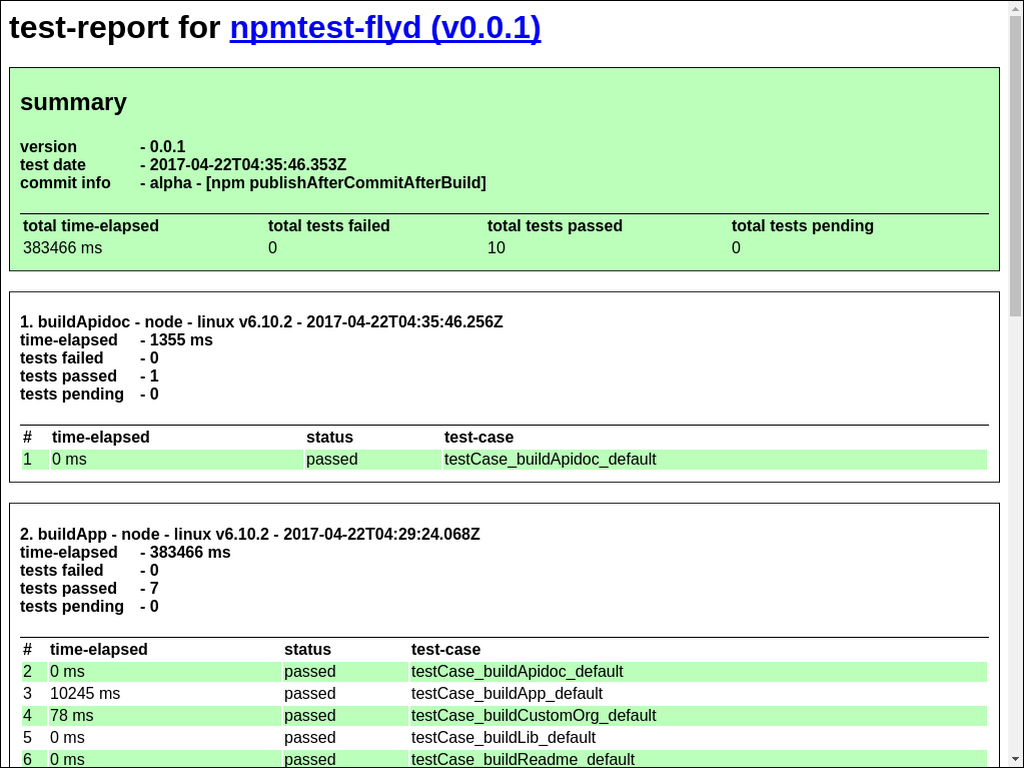 test-report for npmtest-flyd (v0.0.1)
summary
version - 0.0.1
test date - 2017-04-22T04:35:46.353Z
commit info - alpha - [npm publishAfterCommitAfterBuild]
total time-elapsed total tests failed total tests passed total tests pending
383466 ms 0 10 0
1. buildApidoc - node - linux v6.10.2 - 2017-04-22T04:35:46.256Z
time-elapsed - 1355 ms
tests failed - 0
tests passed - 1
tests pending - 0
# time-elapsed status test-case
1 0 ms passed testCase_buildApidoc_default
2. buildApp - node - linux v6.10.2 - 2017-04-22T04:29:24.068Z
time-elapsed - 383466 ms
tests failed - 0
tests passed - 7
tests pending - 0
# time-elapsed status test-case
2 0 ms passed testCase_buildApidoc_default
3 10245 ms passed testCase_buildApp_default
4 78 ms passed testCase_buildCustomOrg_default
5 0 ms passed testCase_buildLib_default
6 0 ms passed testCase_buildReadme_default